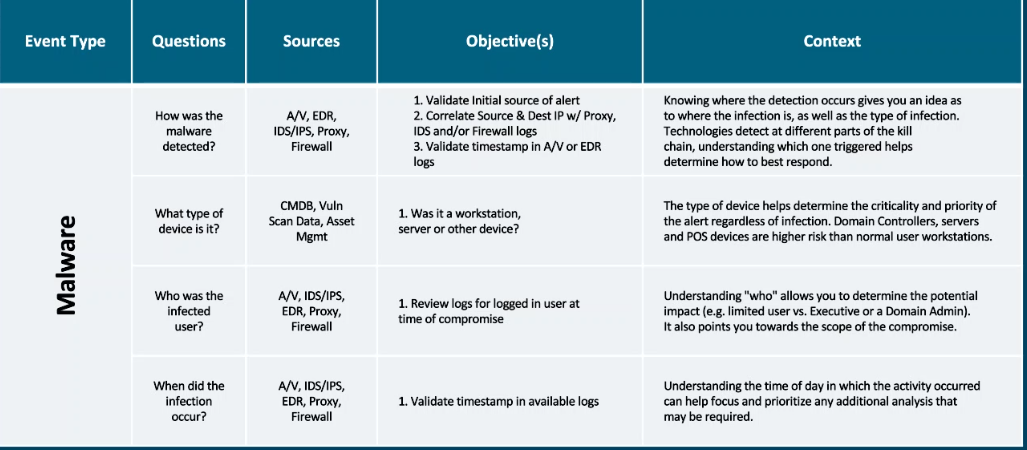 Event Type
Questions
Sources
Objective(s)
Context
Malware
How was the
malware
detected?
A/V, EDR,
IDS/IPS, Proxy,
Firewall
1. Validate Initial source of alert
2. Correlate Source & Dest IP w/ Proxy,
IDS and/or Firewall logs
3. Validate timestamp in A/V or EDR
logs
Knowing where the detection occurs gives you an idea as
to where the infection is, as well as the type of infection.
Technologies detect at different parts of the kill
chain, understanding which one triggered helps
determine how to best respond.
What type of
device is it?
CMDB, Vuln
Scan Data, Asset
Mgmt
1. Was it a workstation,
server or other device?
The type of device helps determine the criticality and priority of
the alert regardless of infection. Domain Controllers, servers
and POS devices are higher risk than normal user workstations.
Who was the
infected
user?
A/V, IDS/IPS,
EDR, Proxy,
Firewall
1. Review logs for logged in user at
time of compromise
Understanding "who" allows you to determine the potential
impact (e.g. limited user vs. Executive or a Domain Admin).
It also points you towards the scope of the compromise.
When did the
infection
occur?
A/V, IDS/IPS,
EDR, Proxy,
Firewall
1. Validate timestamp in available logs
Understanding the time of day in which the activity occurred
can help focus and prioritize any additional analysis that
may be required.